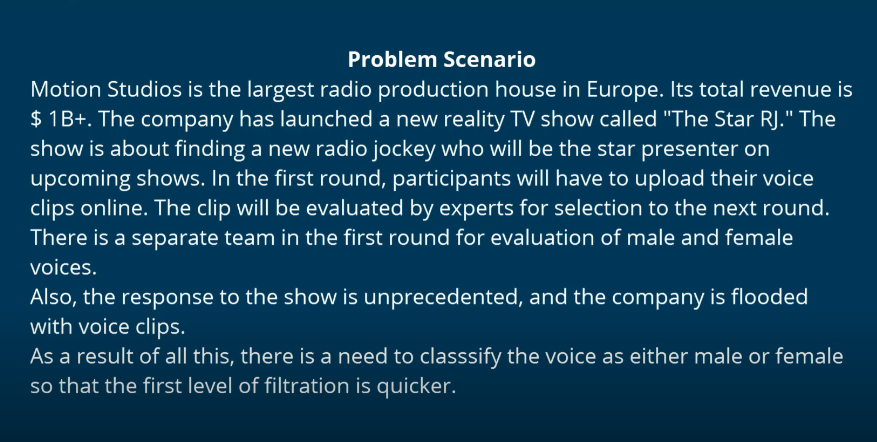 Problem Scenario
Motion Studios is the largest radio production house in Europe. Its total revenue is
$ 1B+. The company has launched a new reality TV show called "The Star RJ." The
show is about finding a new radio jockey who will be the star presenter on
upcoming shows. In the first round, participants will have to upload their voice
clips online. The clip will be evaluated by experts for selection to the next round.
There is a separate team in the first round for evaluation of male and female
voices.
Also, the response to the show is unprecedented, and the company is flooded
with voice clips.
As a result of all this, there is a need to classsify the voice as either male or female
so that the first level of filtration is quicker.